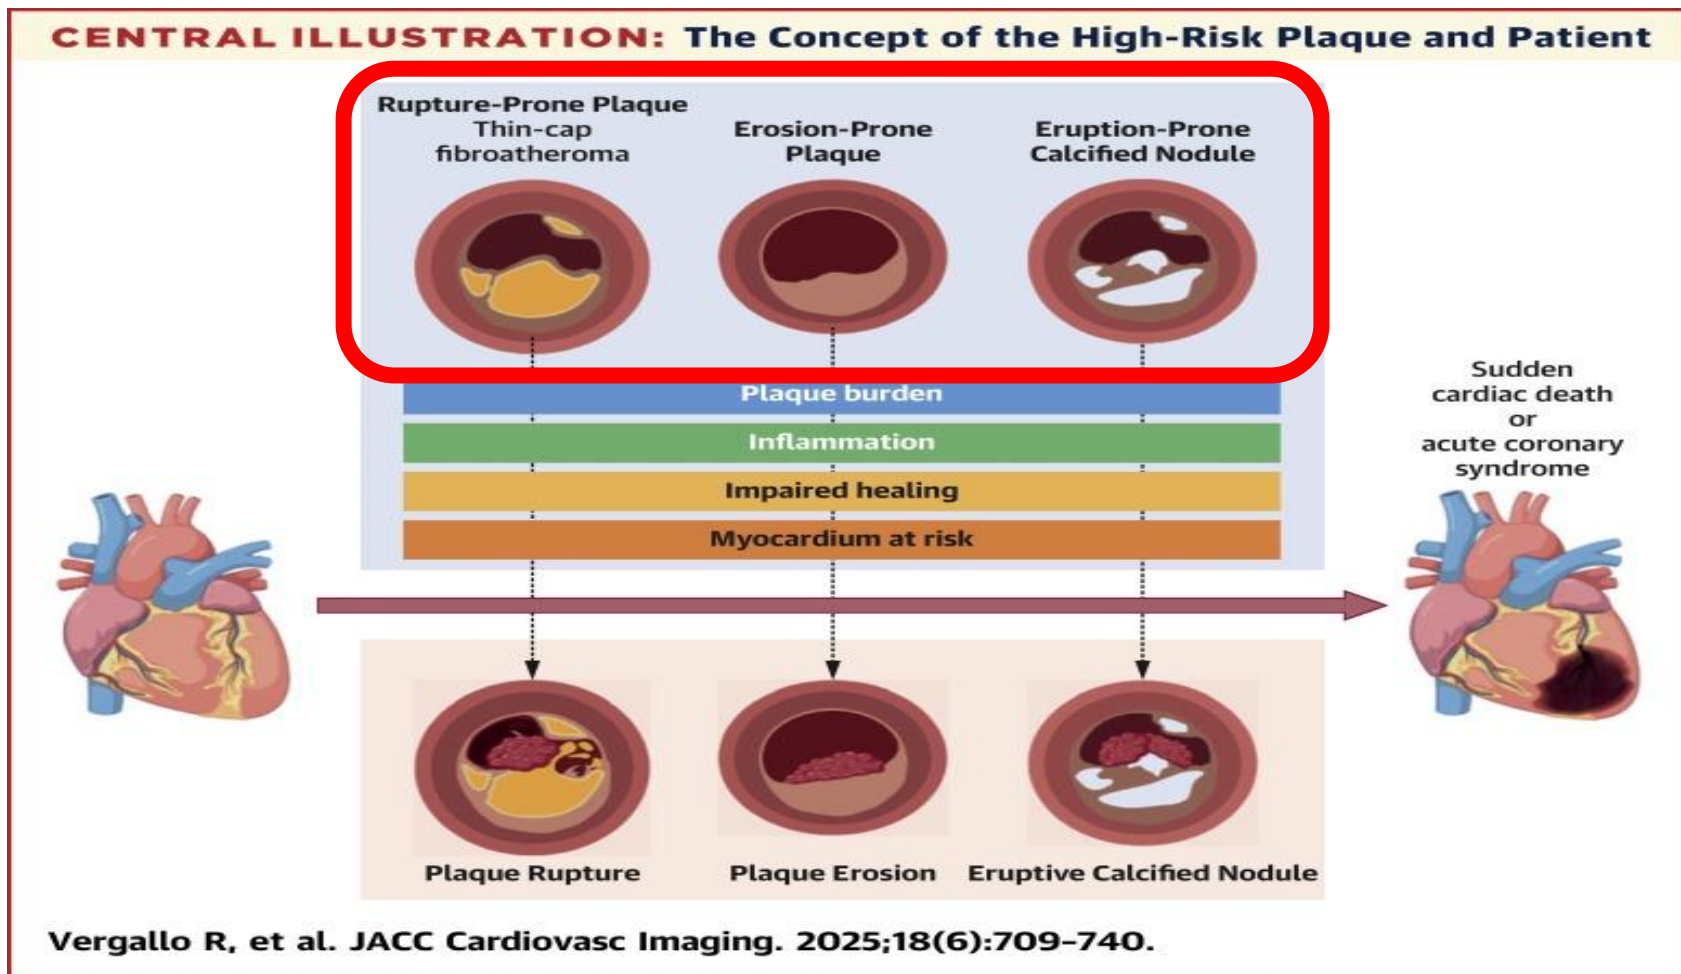 CENTRAL ILLUSTRATION: The Concept of the High-Risk Plaque and Patient
Rupture-Prone Plaque
Thin-cap
fibroatheroma
Erosion-Prone
Plaque
Eruption-Prone
Calcified Nodule
Plaque burden
Inflammation
Impaired healing
Myocardium at risk
Sudden
cardiac death
or
acute coronary
syndrome
Plaque Rupture
Plaque Erosion
Eruptive Calcified Nodule
Vergallo R, et al. JACC Cardiovasc Imaging. 2025;18(6):709–740.